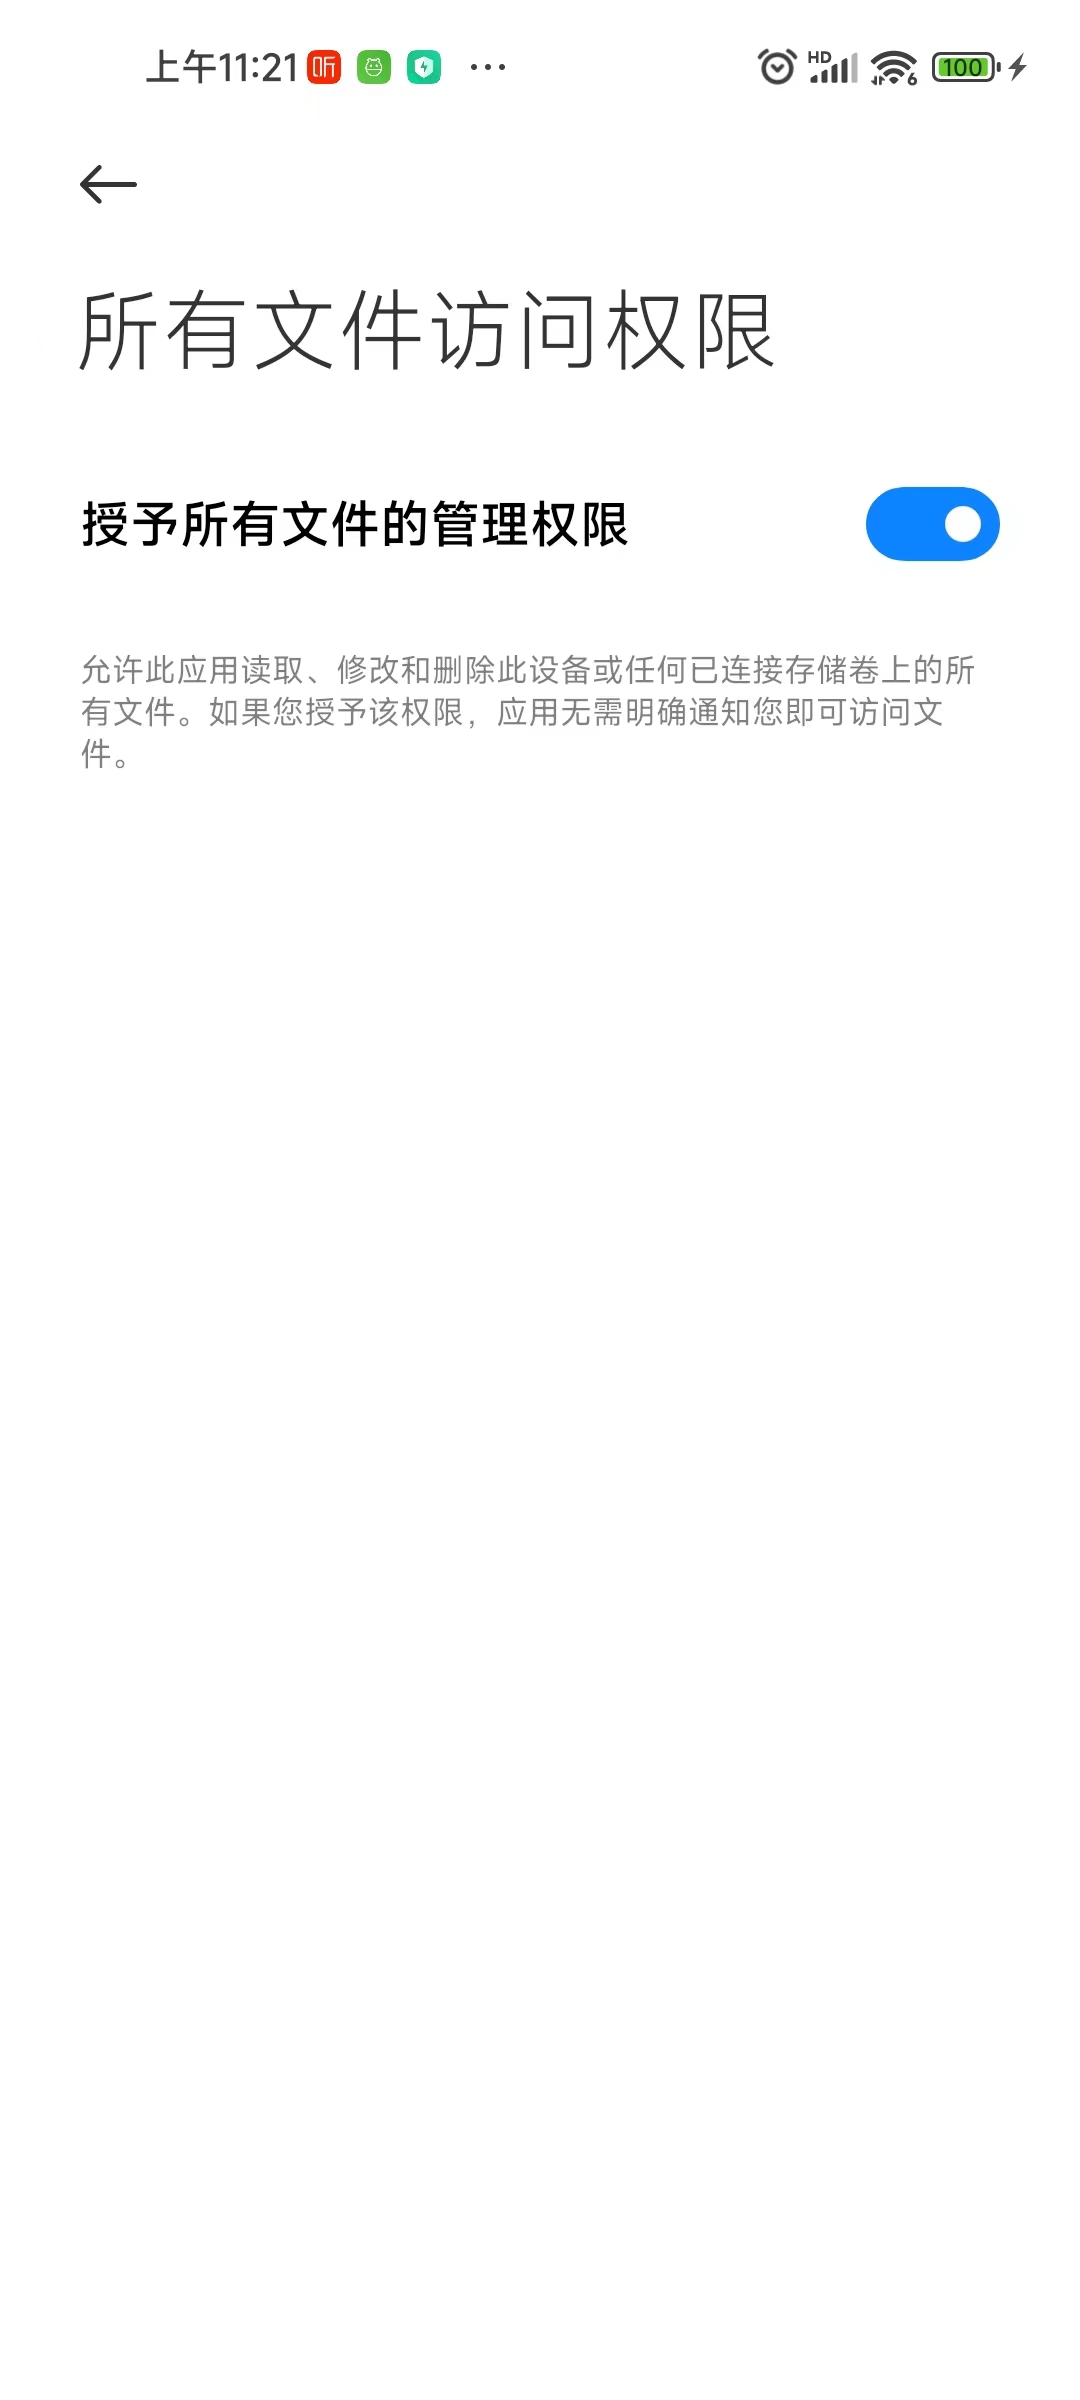 上午11:21 听 ... HD 6 100
所有文件访问权限
授予所有文件的管理权限
允许此应用读取、修改和删除此设备或任何已连接存储卷上的所
有文件。如果您授予该权限，应用无需明确通知您即可访问文
件。